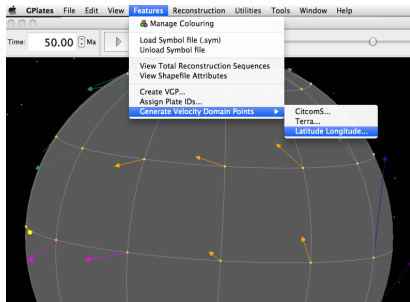 GPlates File Edit View Features Reconstruction Utilities Tools Window Help
Manage Colouring
Time: 50.00 Ma
Load Symbol file (.sym)
Unload Symbol file
View Total Reconstruction Sequences
View Shapefile Attributes
Create VGP...
Assign Plate IDs...
Generate Velocity Domain Points
CitcomS...
Terra...
Latitude Longitude...